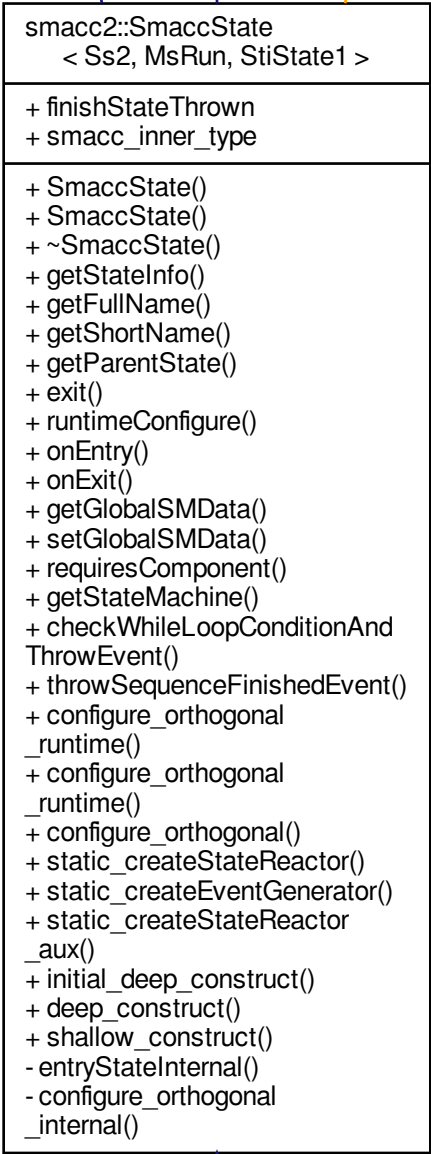 smacc2::SmaccState
< Ss2, MsRun, StiState1 >
+ finishStateThrown
+ smacc_inner_type
+ SmaccState()
+ SmaccState()
+ ~SmaccState()
+ getStateInfo()
+ getFullName()
+ getShortName()
+ getParentState()
+ exit()
+ runtimeConfigure()
+ onEntry()
+ onExit()
+ getGlobalSMData()
+ setGlobalSMData()
+ requiresComponent()
+ getStateMachine()
+ checkWhileLoopConditionAnd
ThrowEvent()
+ throwSequenceFinishedEvent()
+ configure_orthogonal
_runtime()
+ configure_orthogonal
_runtime()
+ configure_orthogonal()
+ static_createStateReactor()
+ static_createEventGenerator()
+ static_createStateReactor
_aux()
+ initial_deep_construct()
+ deep_construct()
+ shallow_construct()
- entryStateInternal()
- configure_orthogonal
_internal()